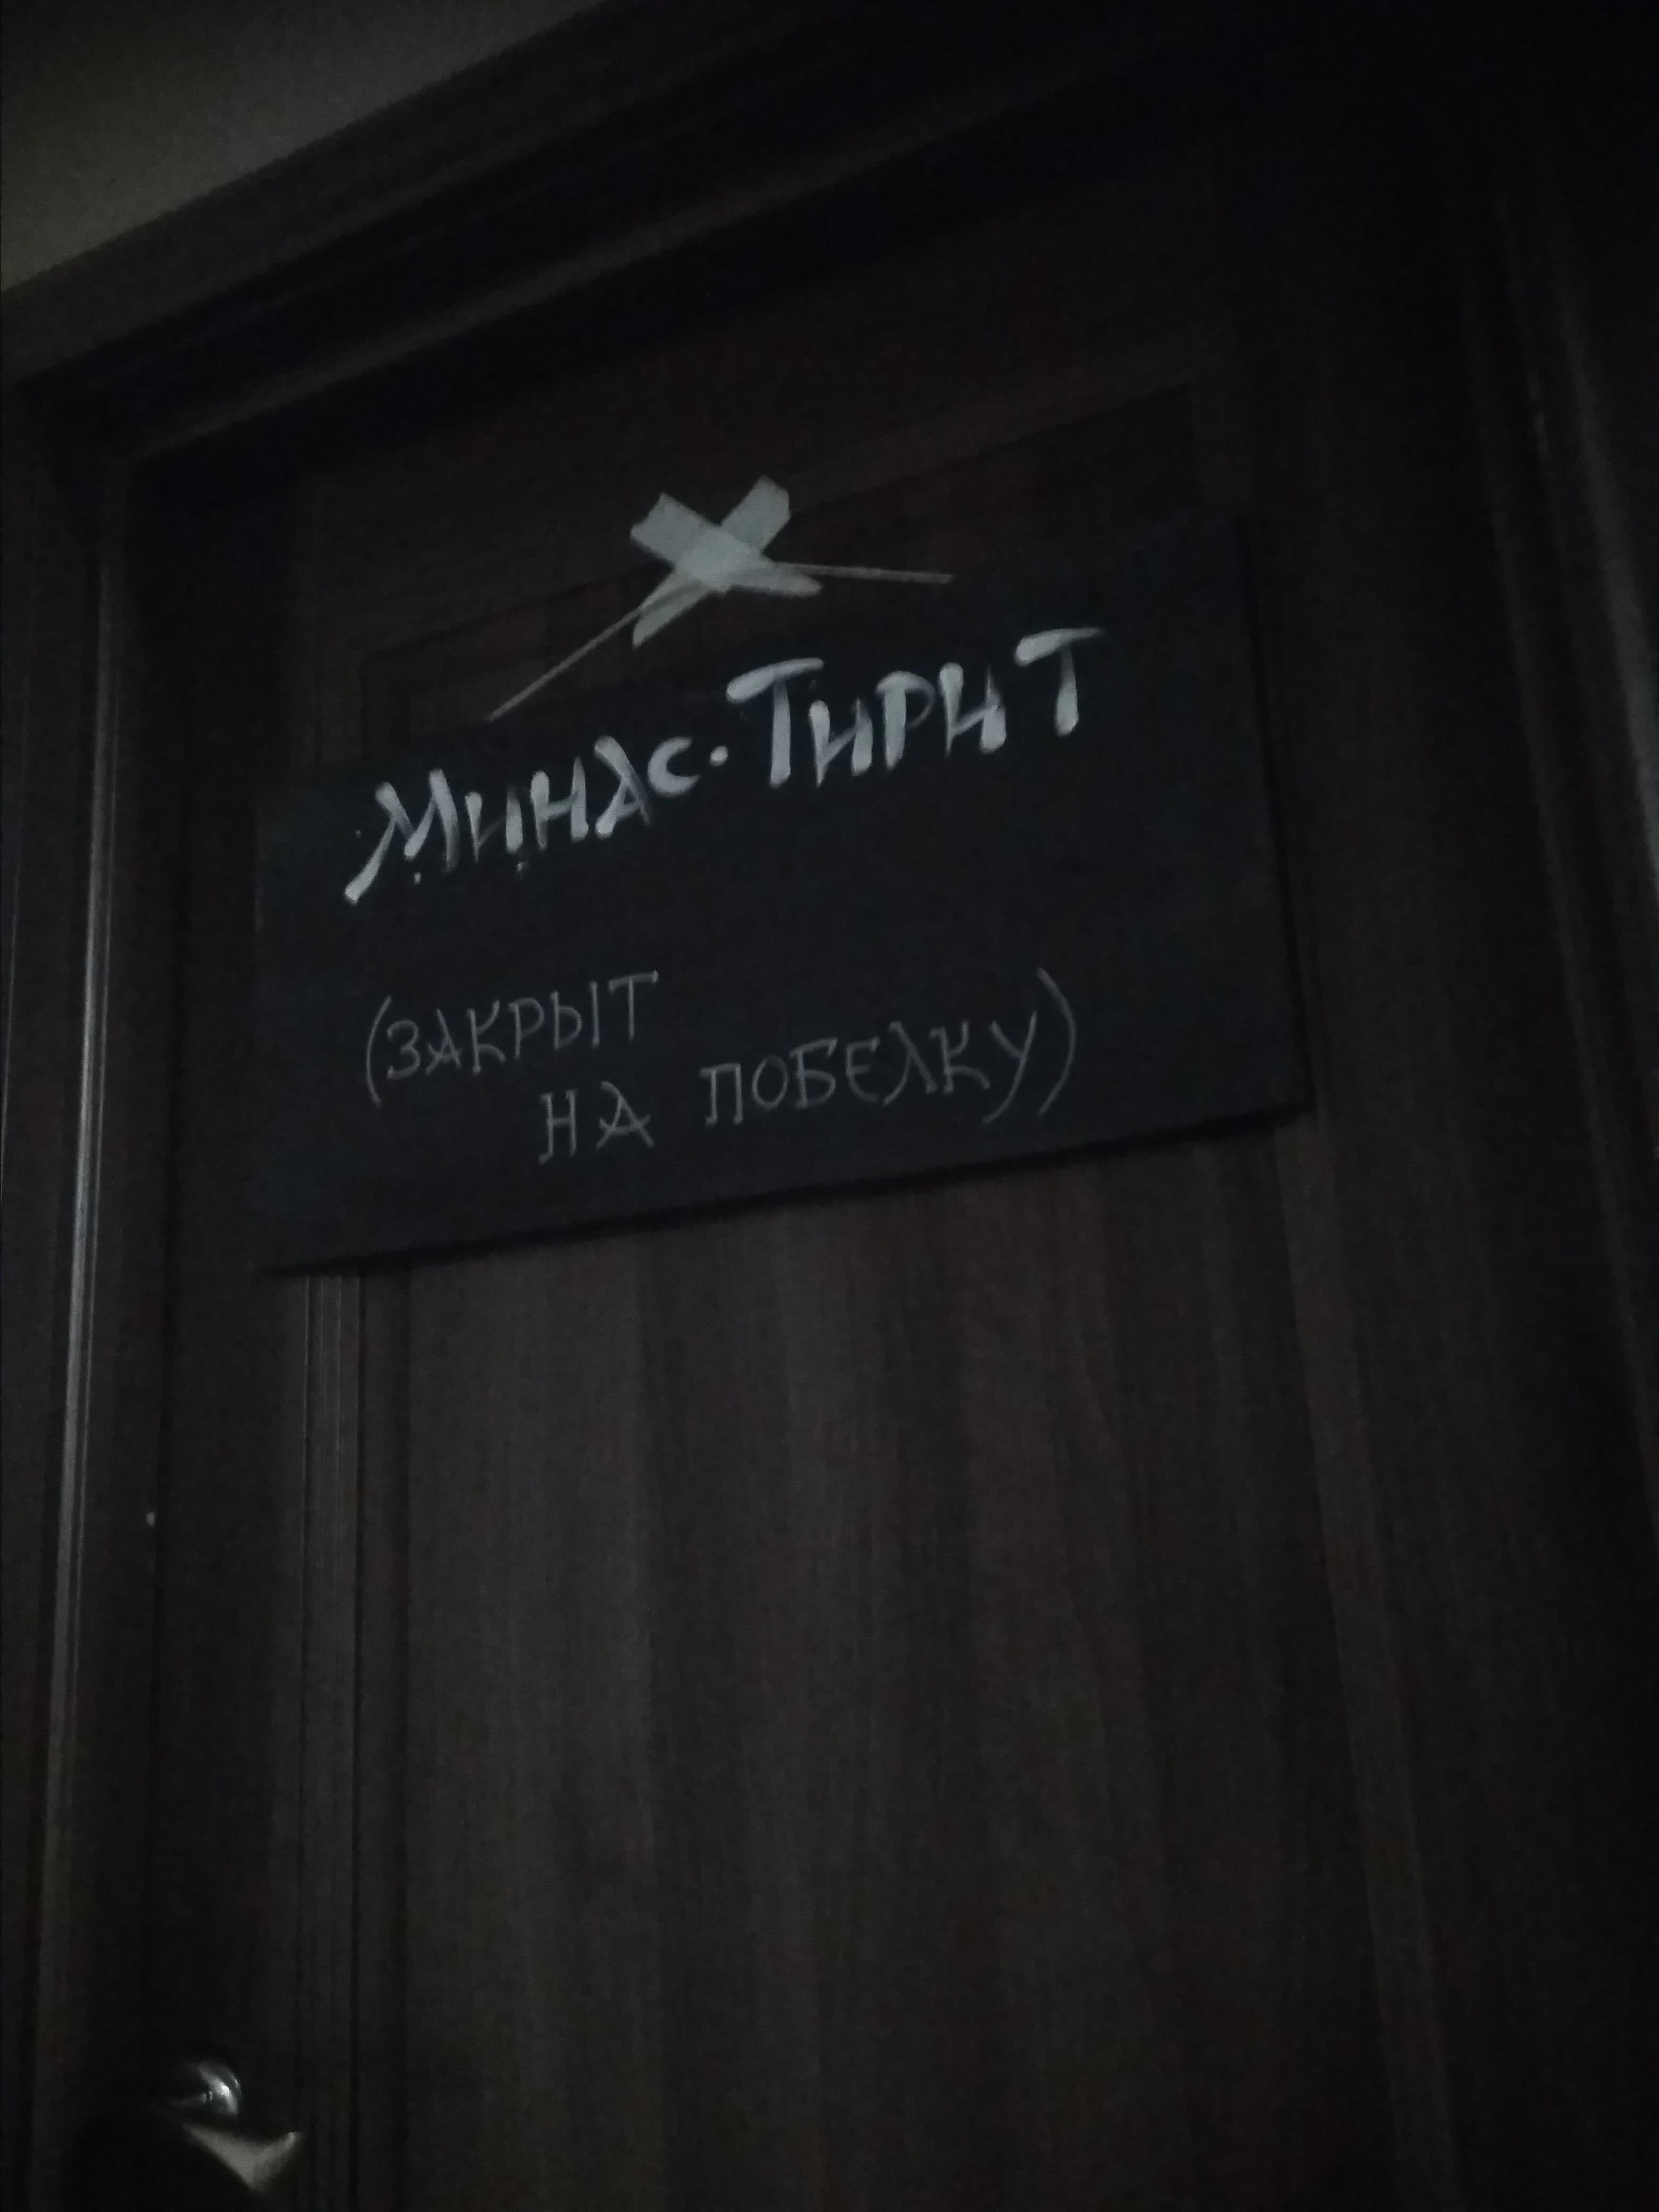 Минас-Тирит
(ЗАКРЫТ
НА ПОБЕЛКУ)